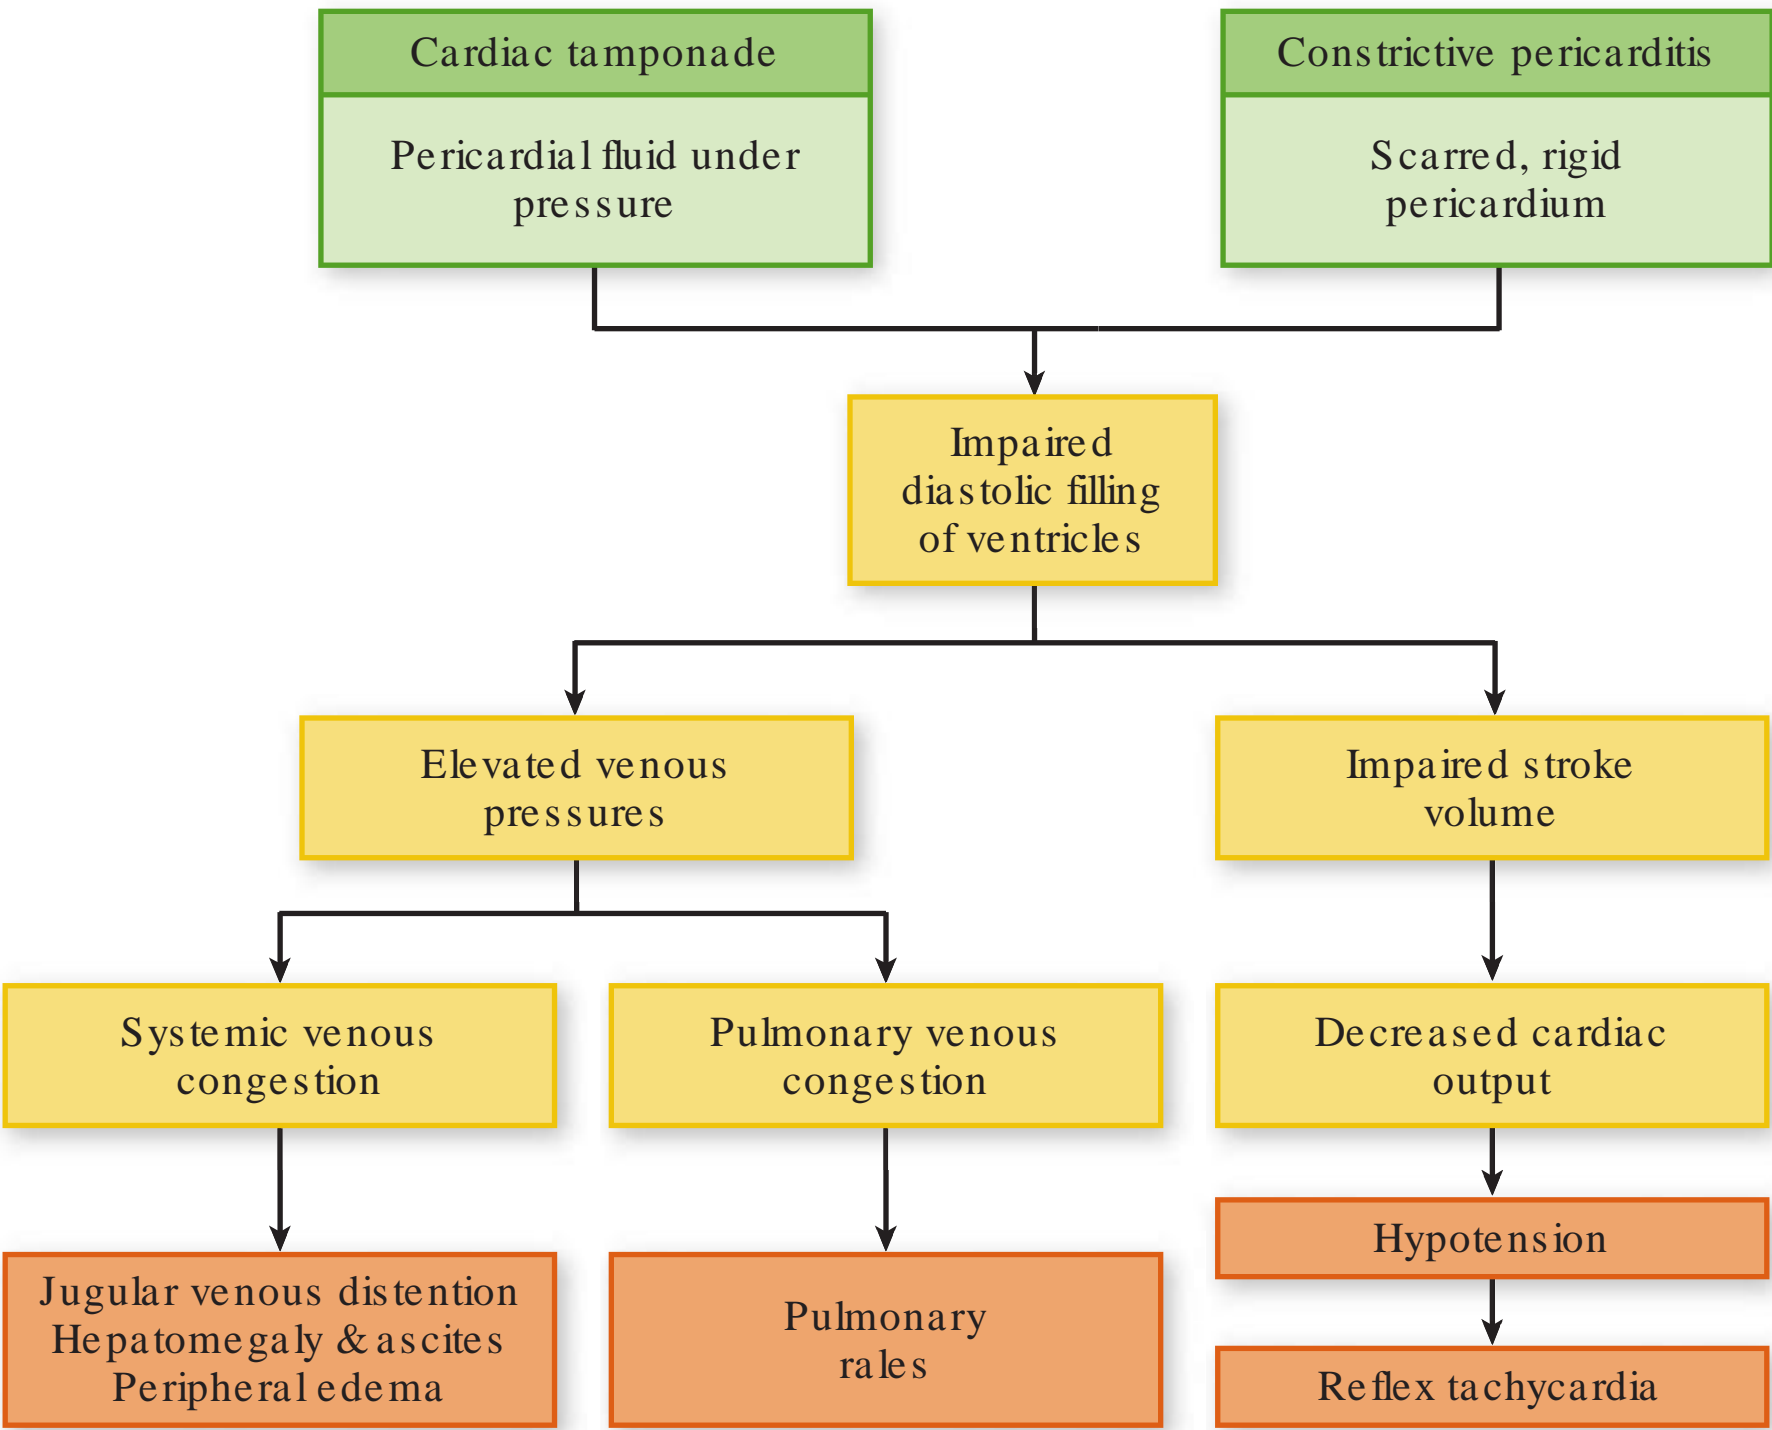 Cardiac tamponade
Pericardial fluid under
pressure
Constrictive pericarditis
Scarred, rigid
pericardium
Impaired
diastolic filling
of ventricles
Elevated venous
pressures
Impaired stroke
volume
Systemic venous
congestion
Pulmonary venous
congestion
Decreased cardiac
output
Jugular venous distention
Hepatomegaly & ascites
Peripheral edema
Pulmonary
rales
Hypotension
Reflex tachycardia